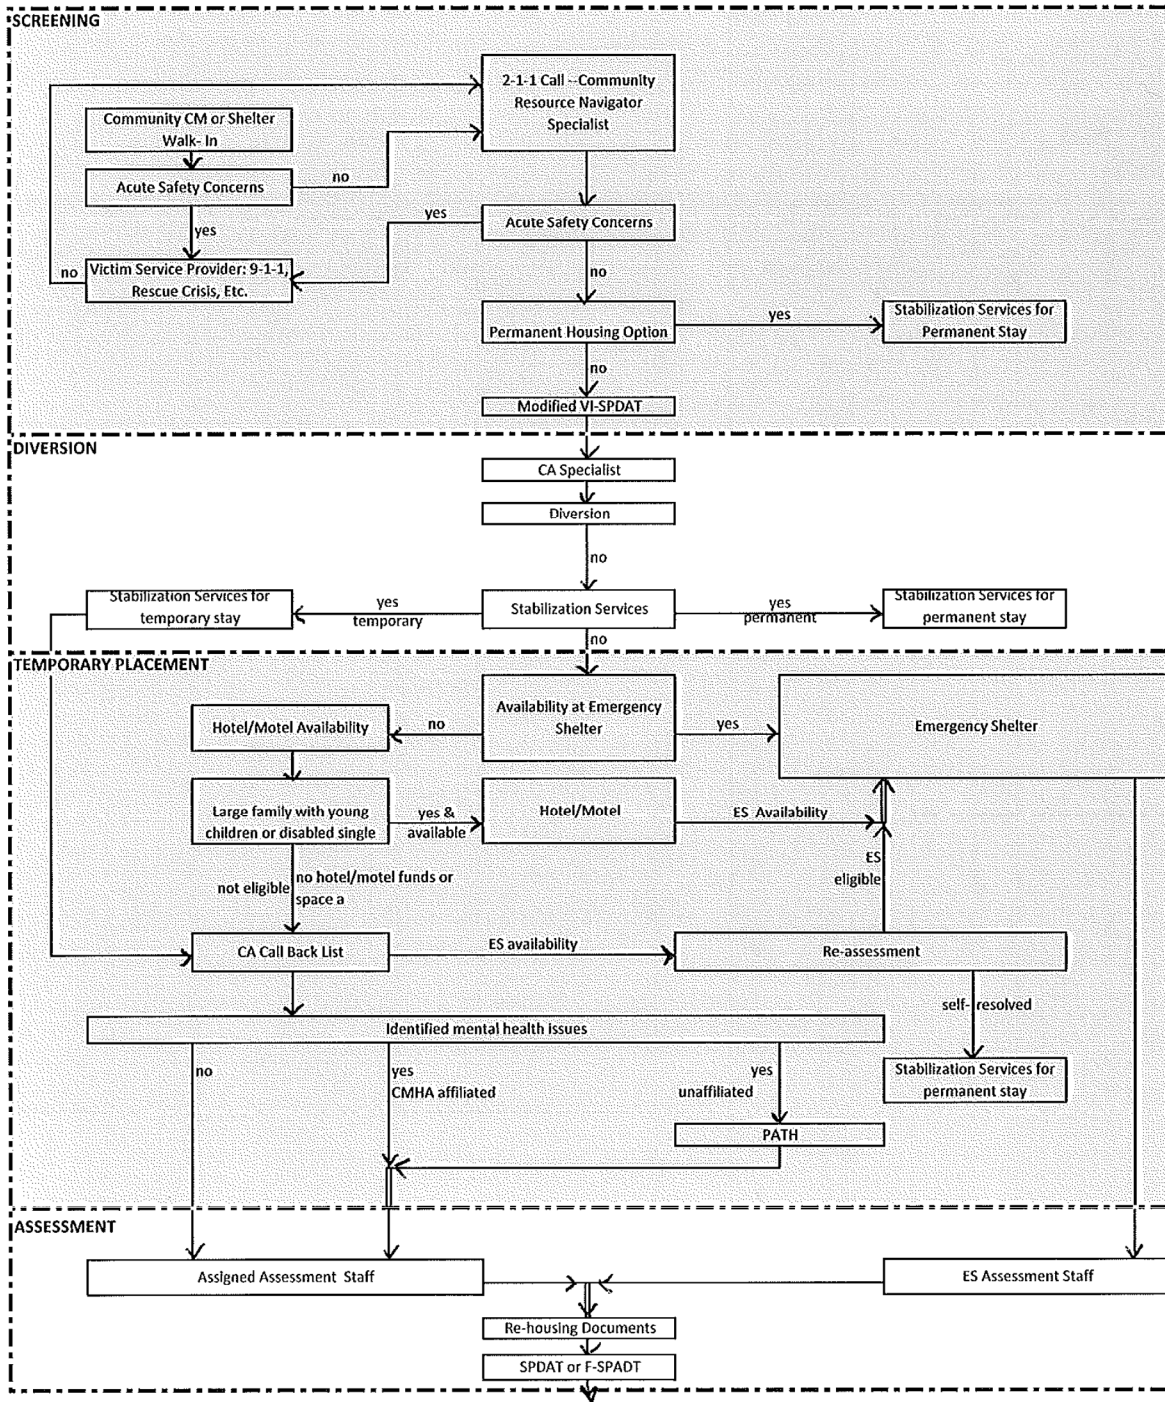 SCREENING
2-1-1 Call --Community
Resource Navigator
Specialist
Community CM or Shelter
Walk- In
Acute Safety Concerns
no
yes
Acute Safety Concerns
yes
no
Victim Service Provider: 9-1-1,
Rescue Crisis, Etc.
no
Permanent Housing Option
yes
Stabilization Services for
Permanent Stay
no
Modified VI-SPDAT
DIVERSION
CA Specialist
Diversion
no
Stabilization Services for
temporary stay
yes
temporary
Stabilization Services
yes
permanent
Stabilization Services for
permanent stay
no
TEMPORARY PLACEMENT
Hotel/Motel Availability
no
Availability at Emergency
Shelter
yes
Emergency Shelter
Large family with young
children or disabled single
yes &
available
Hotel/Motel
ES Availability
ES
eligible
not eligible
no hotel/motel funds or
space a
CA Call Back List
ES availability
Re-assessment
self- resolved
Identified mental health issues
no
yes
CMHA affiliated
yes
unaffiliated
Stabilization Services for
permanent stay
PATH
ASSESSMENT
Assigned Assessment Staff
ES Assessment Staff
Re-housing Documents
SPDAT or F-SPADT